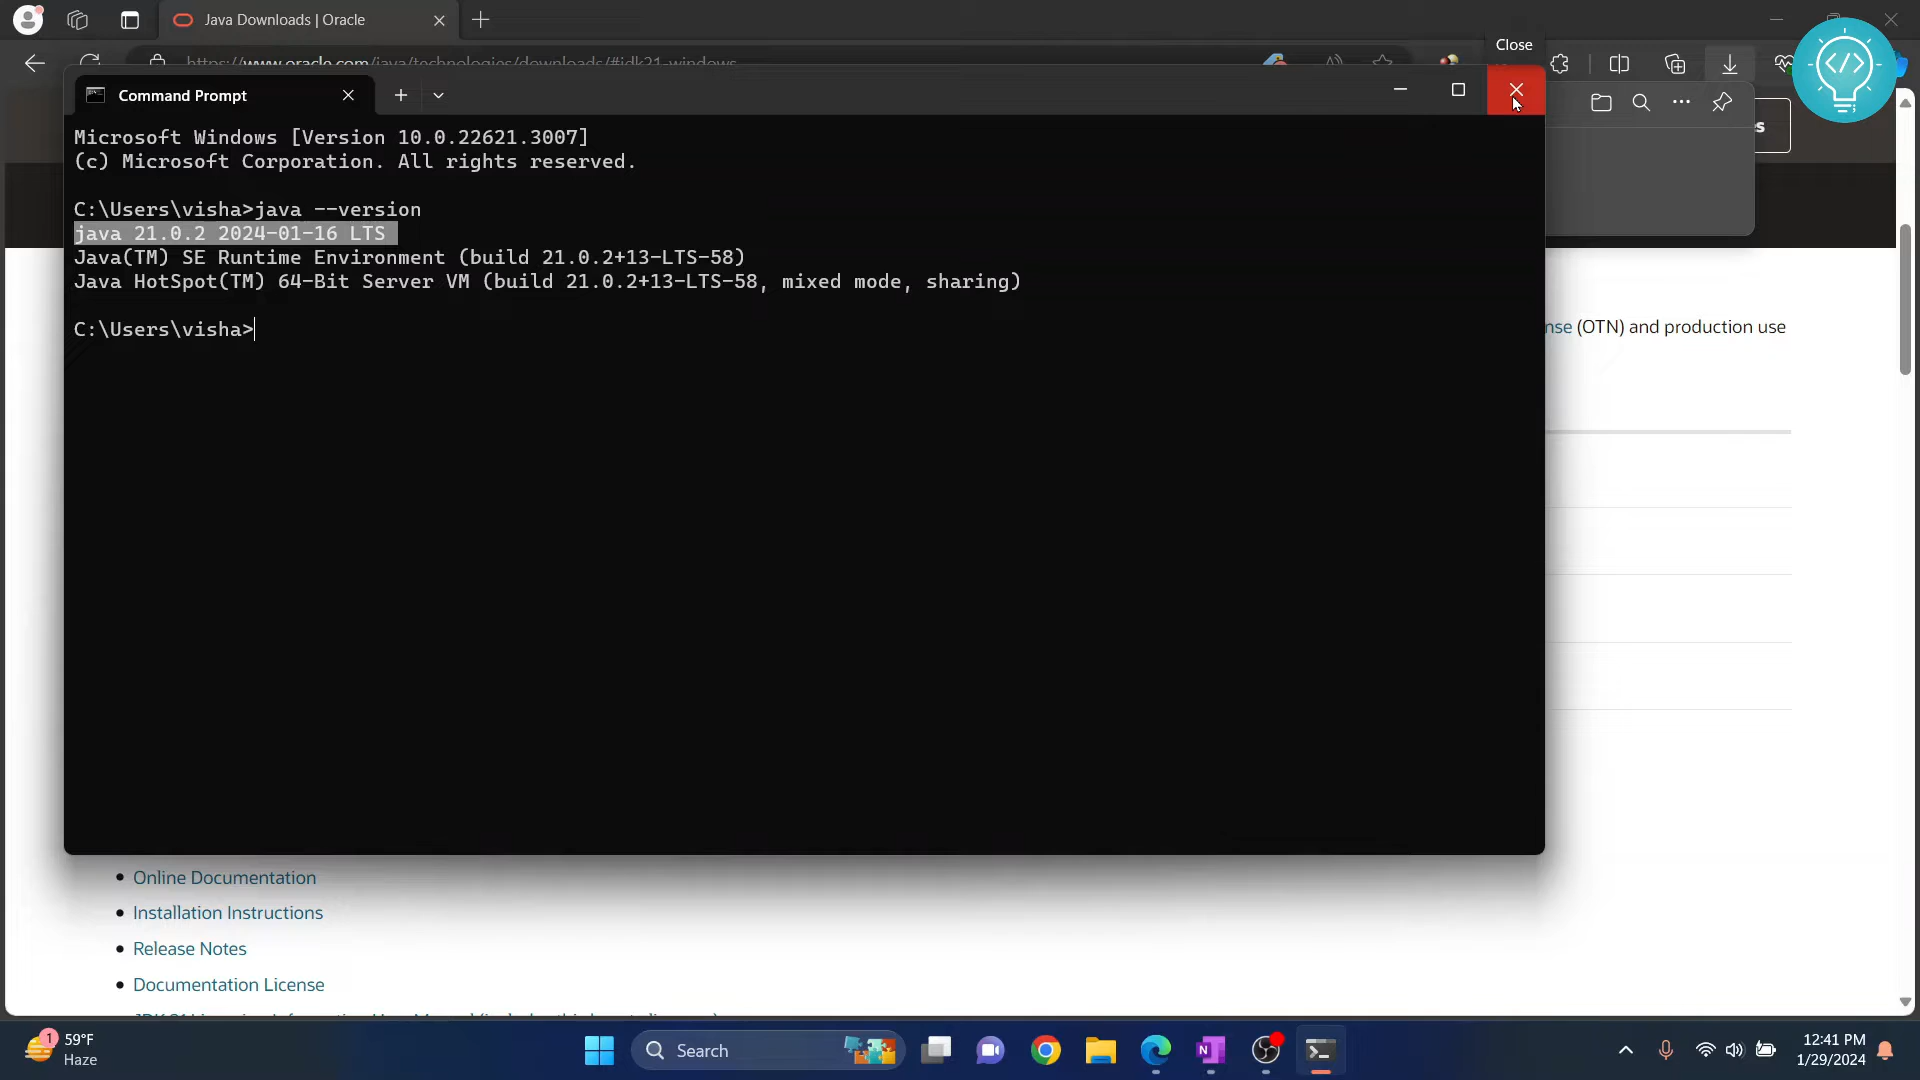 Java Downloads | Oracle
Close
https://www.oracle.com/java/technologies/downloads/#jdk21-windows
Command Prompt
Microsoft Windows [Version 10.0.22621.3007]
(c) Microsoft Corporation. All rights reserved.
C:\Users\visha>java --version
java 21.0.2 2024-01-16 LTS
Java(TM) SE Runtime Environment (build 21.0.2+13-LTS-58)
Java HotSpot(TM) 64-Bit Server VM (build 21.0.2+13-LTS-58, mixed mode, sharing)
C:\Users\visha>
(OTN) and production use
Online Documentation
Installation Instructions
Release Notes
Documentation License
1
59°F
Haze
Search
12:41 PM
1/29/2024